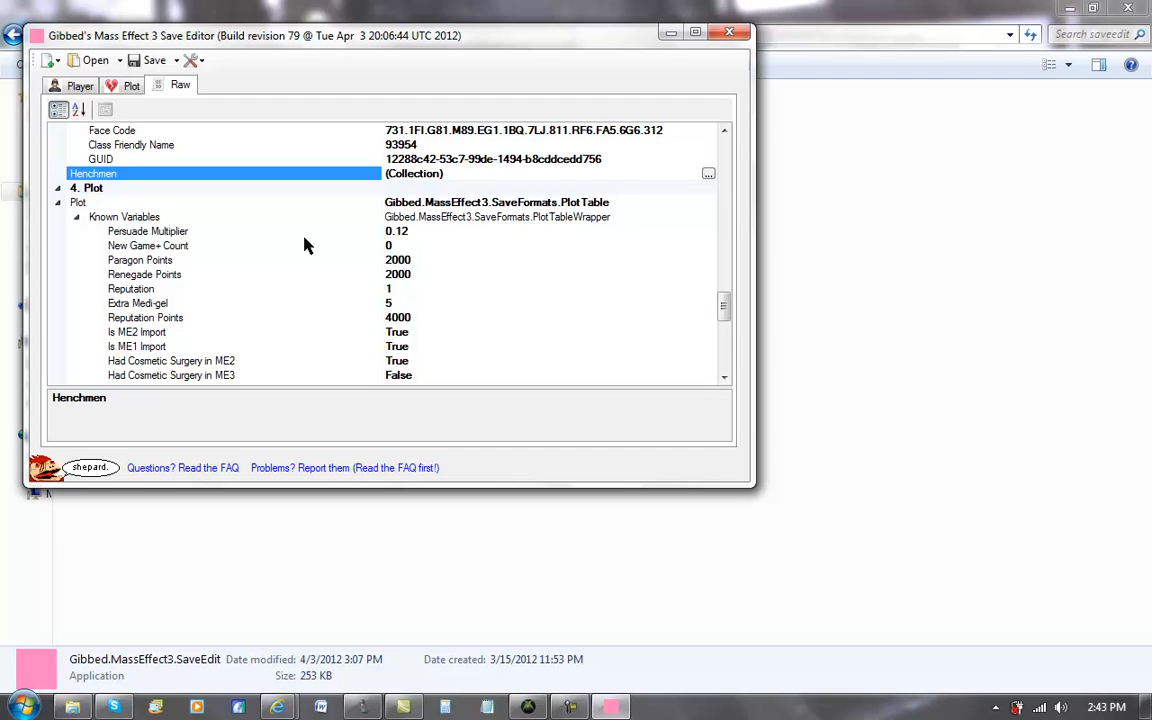 Gibbed's Mass Effect 3 Save Editor (Build revision 79 @ Tue Apr 3 20:06:44 UTC 2012)
Search saveedit
Open Save
Player Plot Raw
Face Code 731.1FI.G81.M89.EG1.1BQ.7LJ.811.RF6.FA5.6G6.312
Class Friendly Name 93954
GUID 12288c42-53c7-99de-1494-b8cddcedd756
Henchmen (Collection) ...
4. Plot
Plot Gibbed.MassEffect3.SaveFormats.PlotTable
Known Variables Gibbed.MassEffect3.SaveFormats.PlotTableWrapper
Persuade Multiplier 0.12
New Game+ Count 0
Paragon Points 2000
Renegade Points 2000
Reputation 1
Extra Medi-gel 5
Reputation Points 4000
Is ME2 Import True
Is ME1 Import True
Had Cosmetic Surgery in ME2 True
Had Cosmetic Surgery in ME3 False
Henchmen
shepard. Questions? Read the FAQ Problems? Report them (Read the FAQ first!)
Gibbed.MassEffect3.SaveEdit Date modified: 4/3/2012 3:07 PM Date created: 3/15/2012 11:53 PM
Application Size: 253 KB
2:43 PM